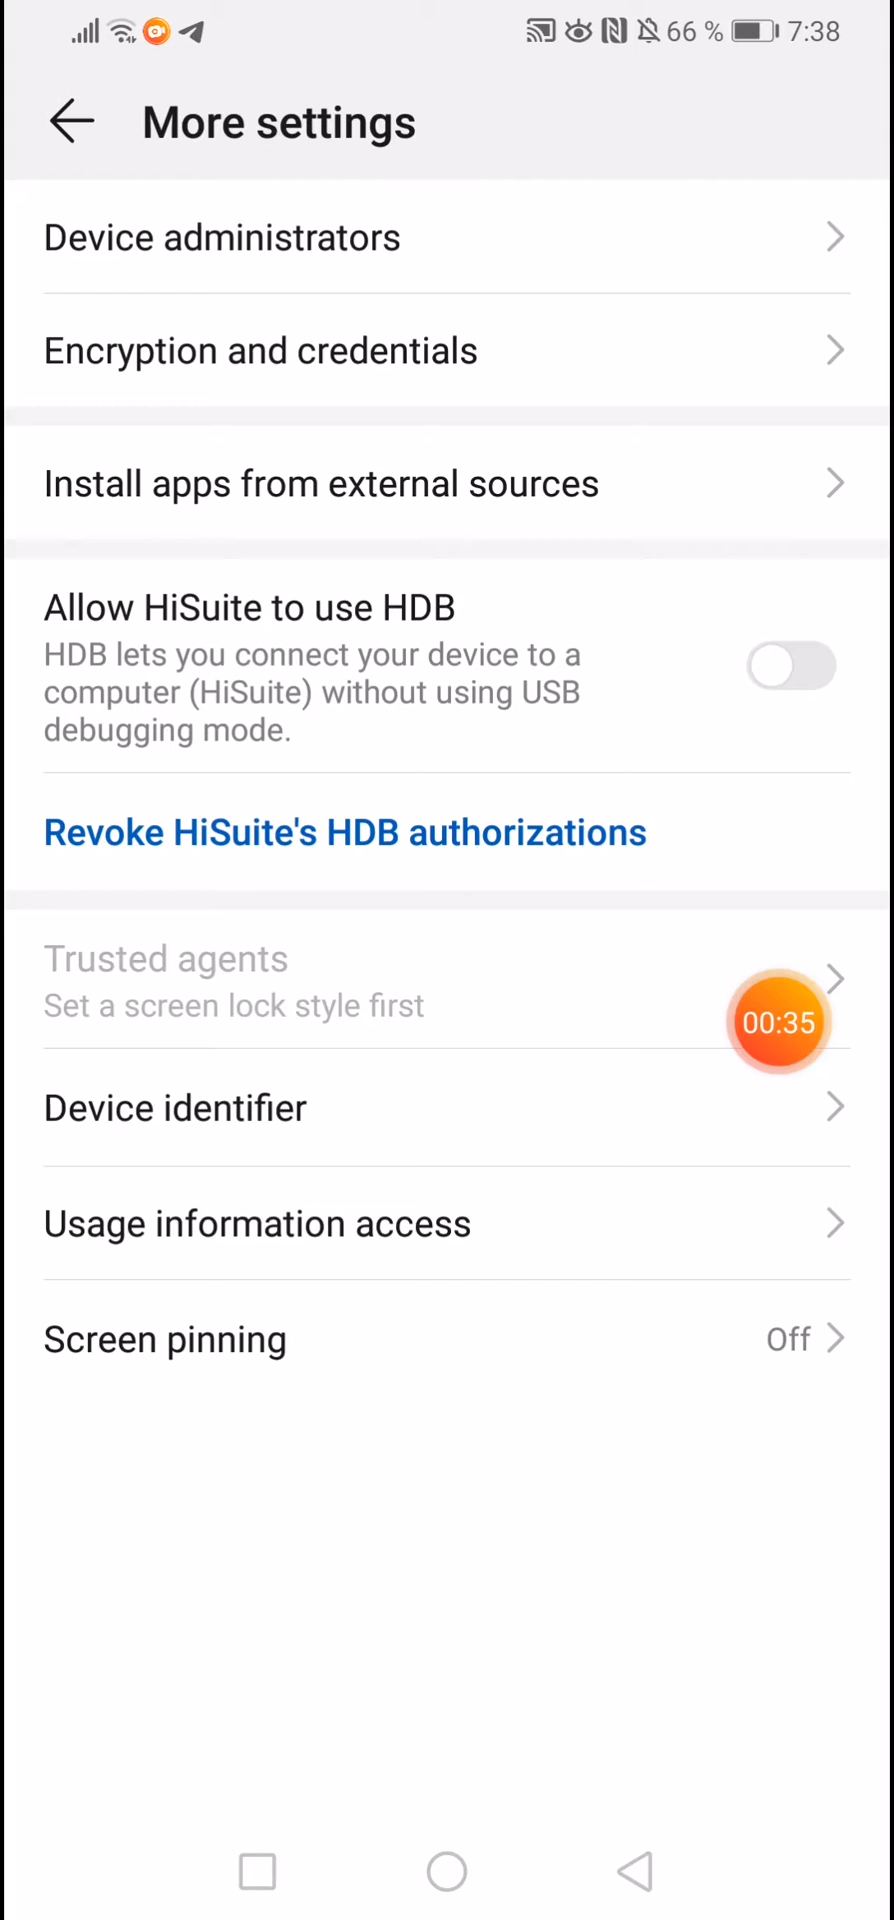 66 % 7:38
More settings
Device administrators
Encryption and credentials
Install apps from external sources
Allow HiSuite to use HDB
HDB lets you connect your device to a
computer (HiSuite) without using USB
debugging mode.
Revoke HiSuite's HDB authorizations
Trusted agents
Set a screen lock style first
00:35
Device identifier
Usage information access
Screen pinning Off